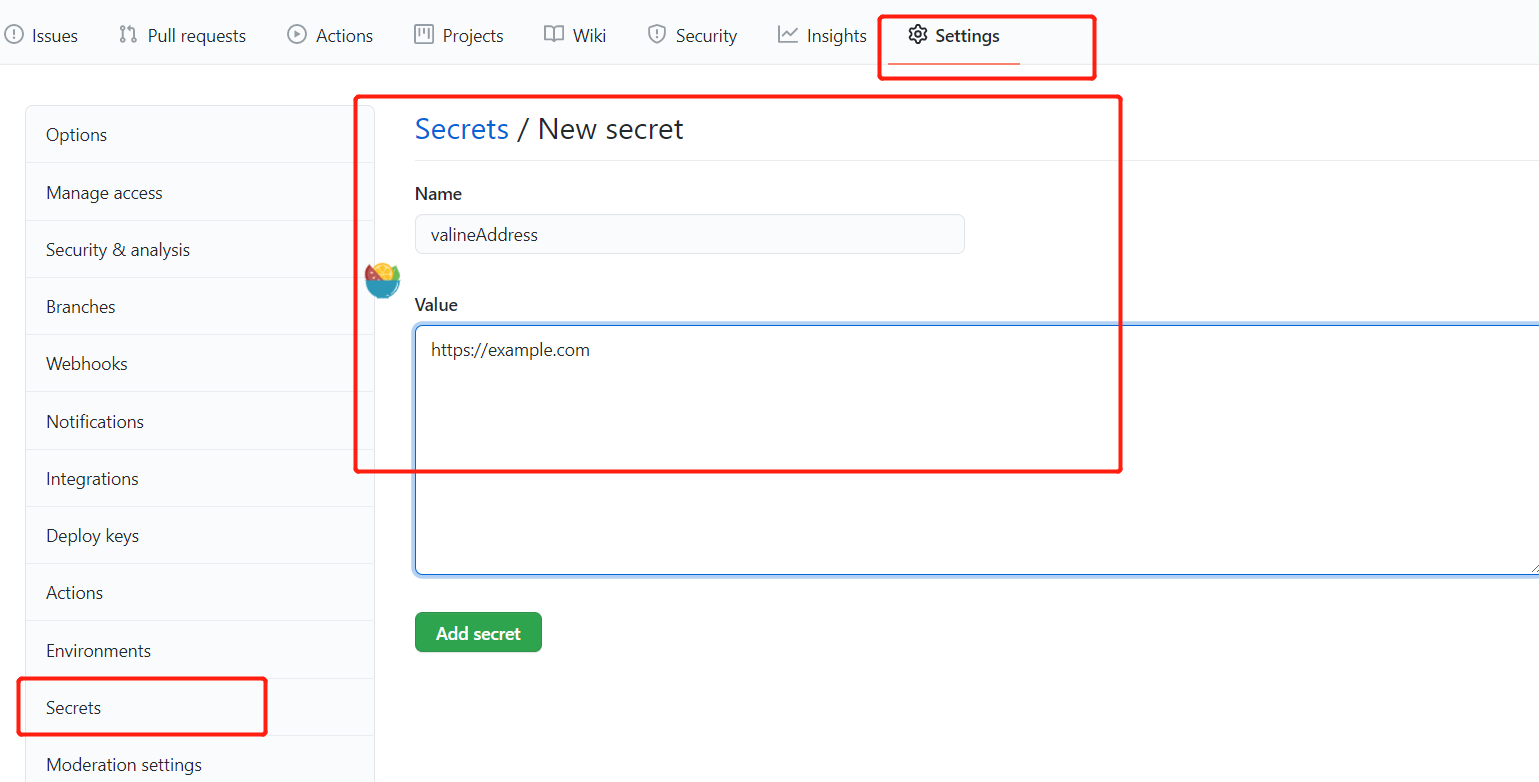 Issues Pull requests Actions Projects Wiki Security Insights Settings
Options
Manage access
Security & analysis
Branches
Webhooks
Notifications
Integrations
Deploy keys
Actions
Environments
Secrets
Moderation settings
Secrets / New secret
Name
valineAddress
Value
https://example.com
Add secret